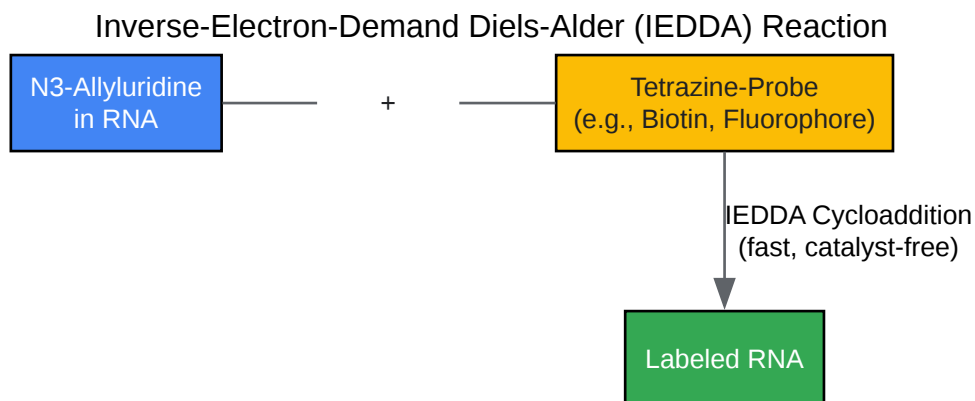 Inverse-Electron-Demand Diels-Alder (IEDDA) Reaction
N3-Allyluridine
in RNA
+
Tetrazine-Probe
(e.g., Biotin, Fluorophore)
IEDDA Cycloaddition
(fast, catalyst-free)
Labeled RNA